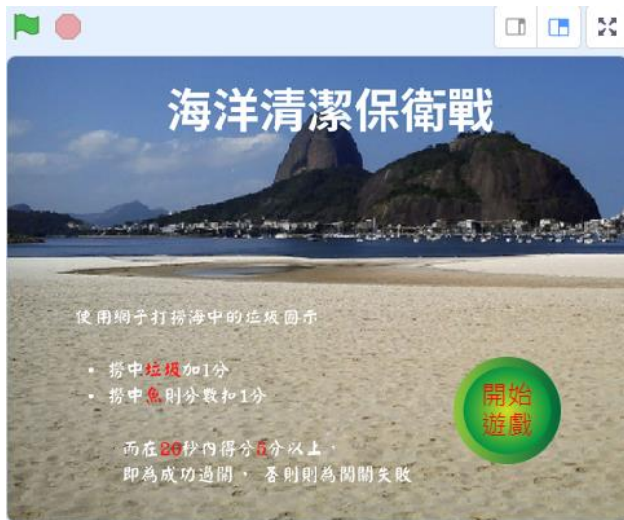 海洋清潔保衛戰
使用網子打撈海中的垃圾圖示
• 撈中垃圾加1分
• 撈中魚則分數扣1分
開始
遊戲
而在20秒內得分5分以上，
即為成功過關， 否則則為闖關失敗